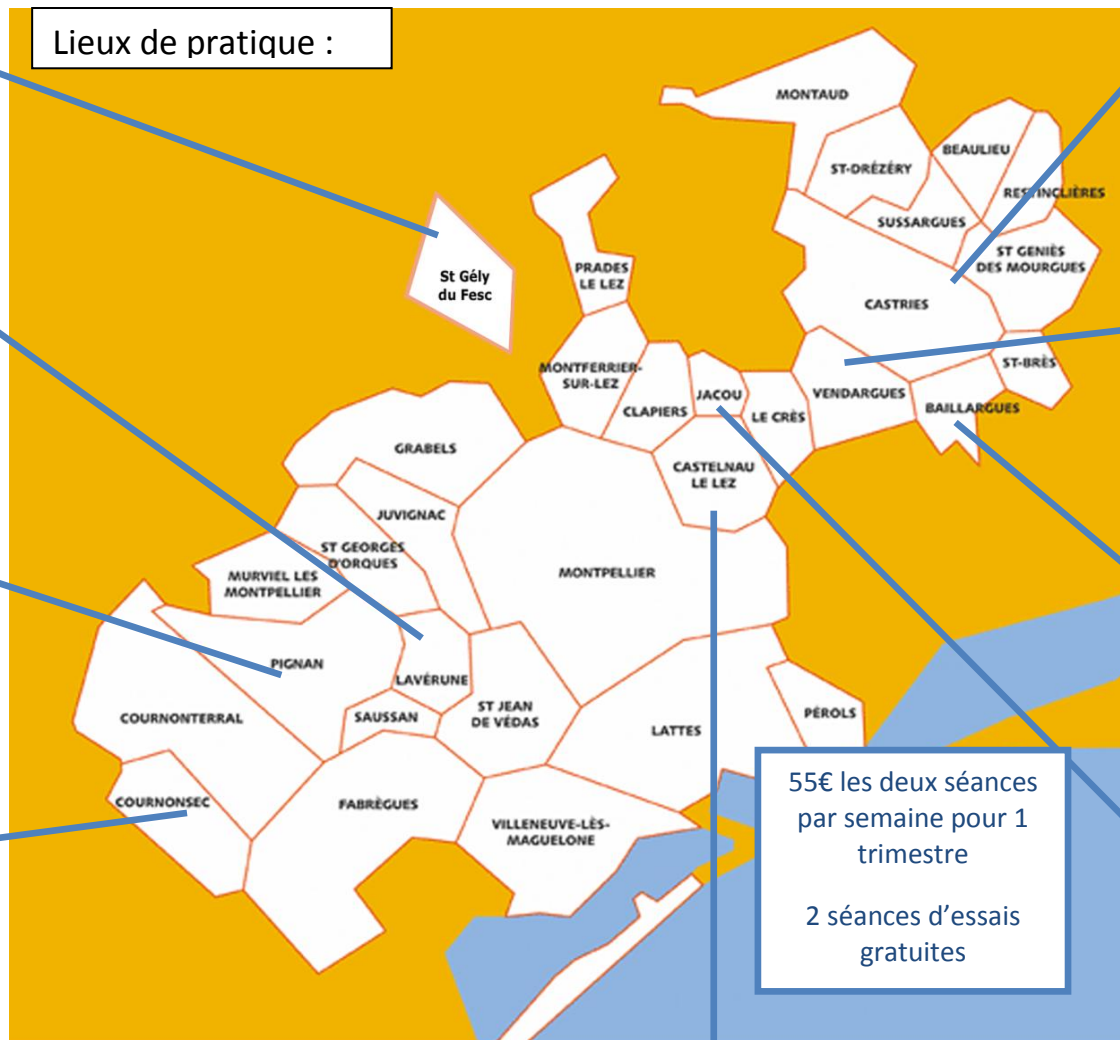 Lieux de pratique :
MONTAUD
BEAULIEU
ST-DRÉZÉRY
RESTINCLIÈRES
SUSSARGUES
ST GENIÈS
DES MOURGUES
PRADES
LE LEZ
St Gély
du Fesc
CASTRIES
ST-BRÈS
MONTFERRIER-
SUR-LEZ
JACOU
VENDARGUES
CLAPIERS
LE CRÈS
BAILLARGUES
GRABELS
CASTELNAU
LE LEZ
JUVIGNAC
ST GEORGES
D'ORQUES
MURVIEL LES
MONTPELLIER
MONTPELLIER
PIGNAN
LAVÉRUNE
COURNONTERRAL
SAUSSAN
ST JEAN
DE VÉDAS
LATTES
PÉROLS
COURNONSEC
FABRÈGUES
VILLENEUVE-LÈS-
MAGUELONE
55€ les deux séances
par semaine pour 1
trimestre
2 séances d’essais
gratuites